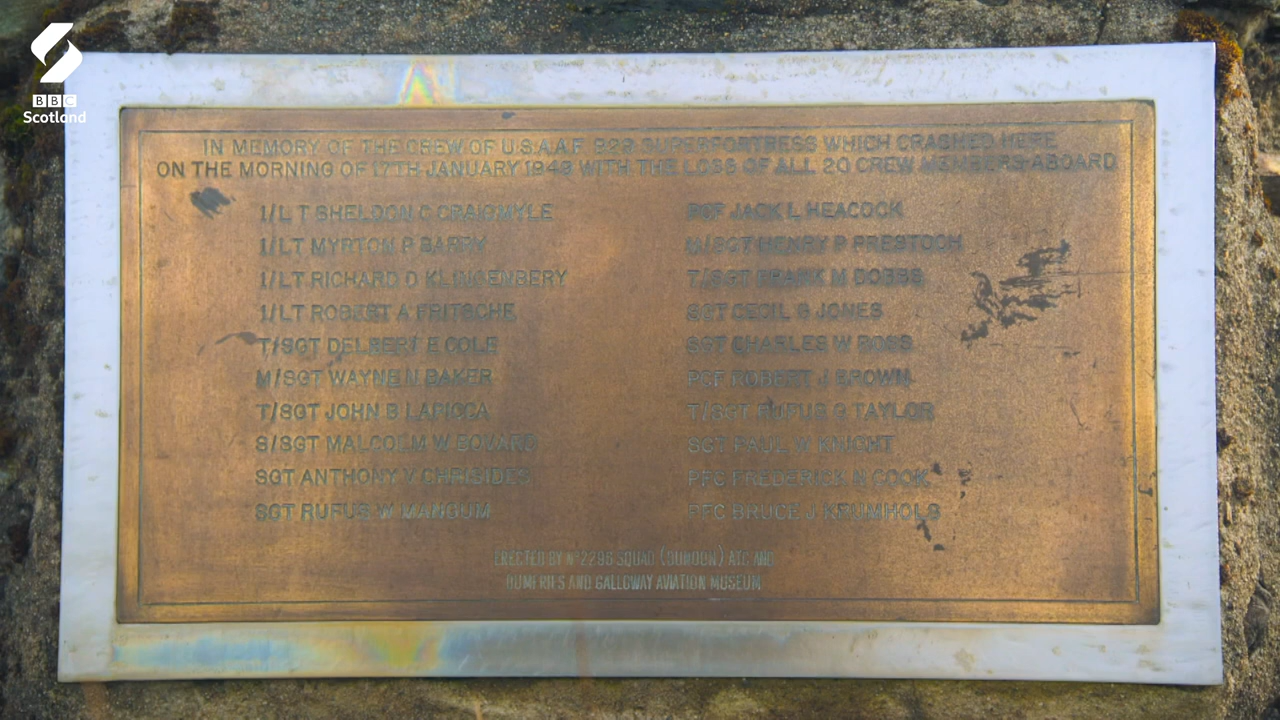 BBC
Scotland
IN MEMORY OF THE CREW OF U.S.A.A.F. B29 SUPERFORTRESS WHICH CRASHED HERE
ON THE MORNING OF 17TH JANUARY 1949 WITH THE LOSS OF ALL 20 CREW MEMBERS ABOARD
1/LT SHELDON C CRAIGMYLE
1/LT MYRTON P BARRY
1/LT RICHARD D KLINGENBERY
1/LT ROBERT A FRITSCHE
T/SGT DELBERT E COLE
M/SGT WAYNE N BAKER
T/SGT JOHN B LAPICCA
S/SGT MALCOLM W BOVARD
SGT ANTHONY V CHRISIDES
SGT RUFUS W MANGUM
PCF JACK L HEACOCK
M/SGT HENRY P PRESTOCH
T/SGT FRANK M DOBBS
SGT CECIL G JONES
SGT CHARLES W ROSS
PCF ROBERT J BROWN
T/SGT RUFUS G TAYLOR
SGT PAUL W KNIGHT
PFC FREDERICK N COOK
PFC BRUCE J KRUMHOLS
ERECTED BY Nº2296 SQUAD (DUNOON) ATC AND
DUMFRIES AND GALLOWAY AVIATION MUSEUM